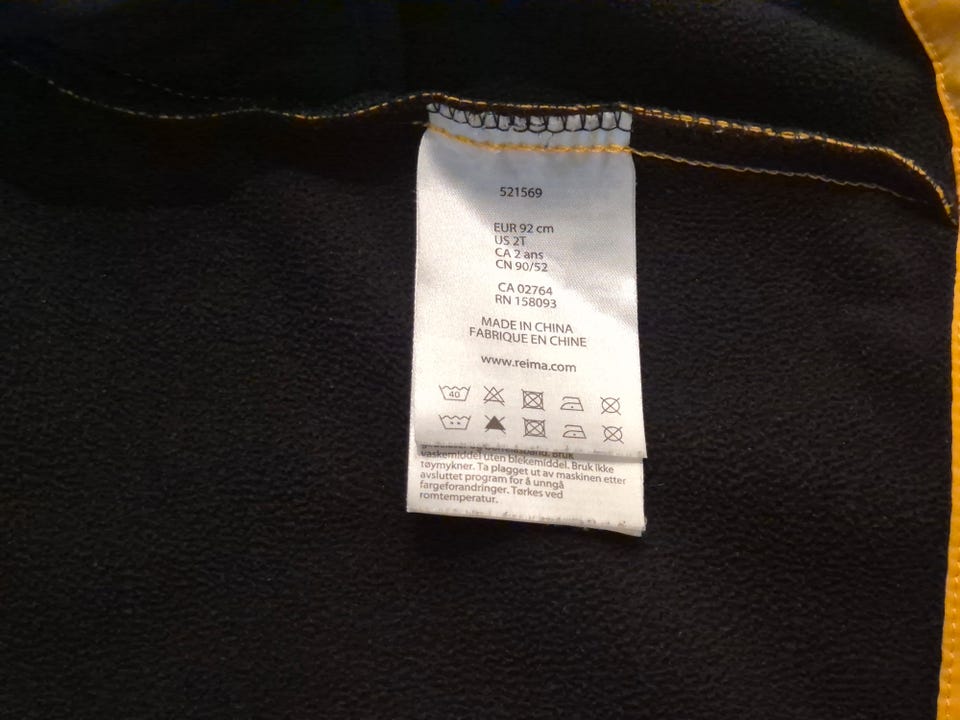 521569
EUR 92 cm
US 2T
CA 2 ans
CN 90/52
CA 02764
RN 158093
MADE IN CHINA
FABRIQUE EN CHINE
www.reima.com
40
vaskemiddel uten blekemiddel. Bruk ikke
tøymykner. Ta plagget ut av maskinen etter
avsluttet program for å unngå
fargeforandringer. Tørkes ved
romtemperatur.